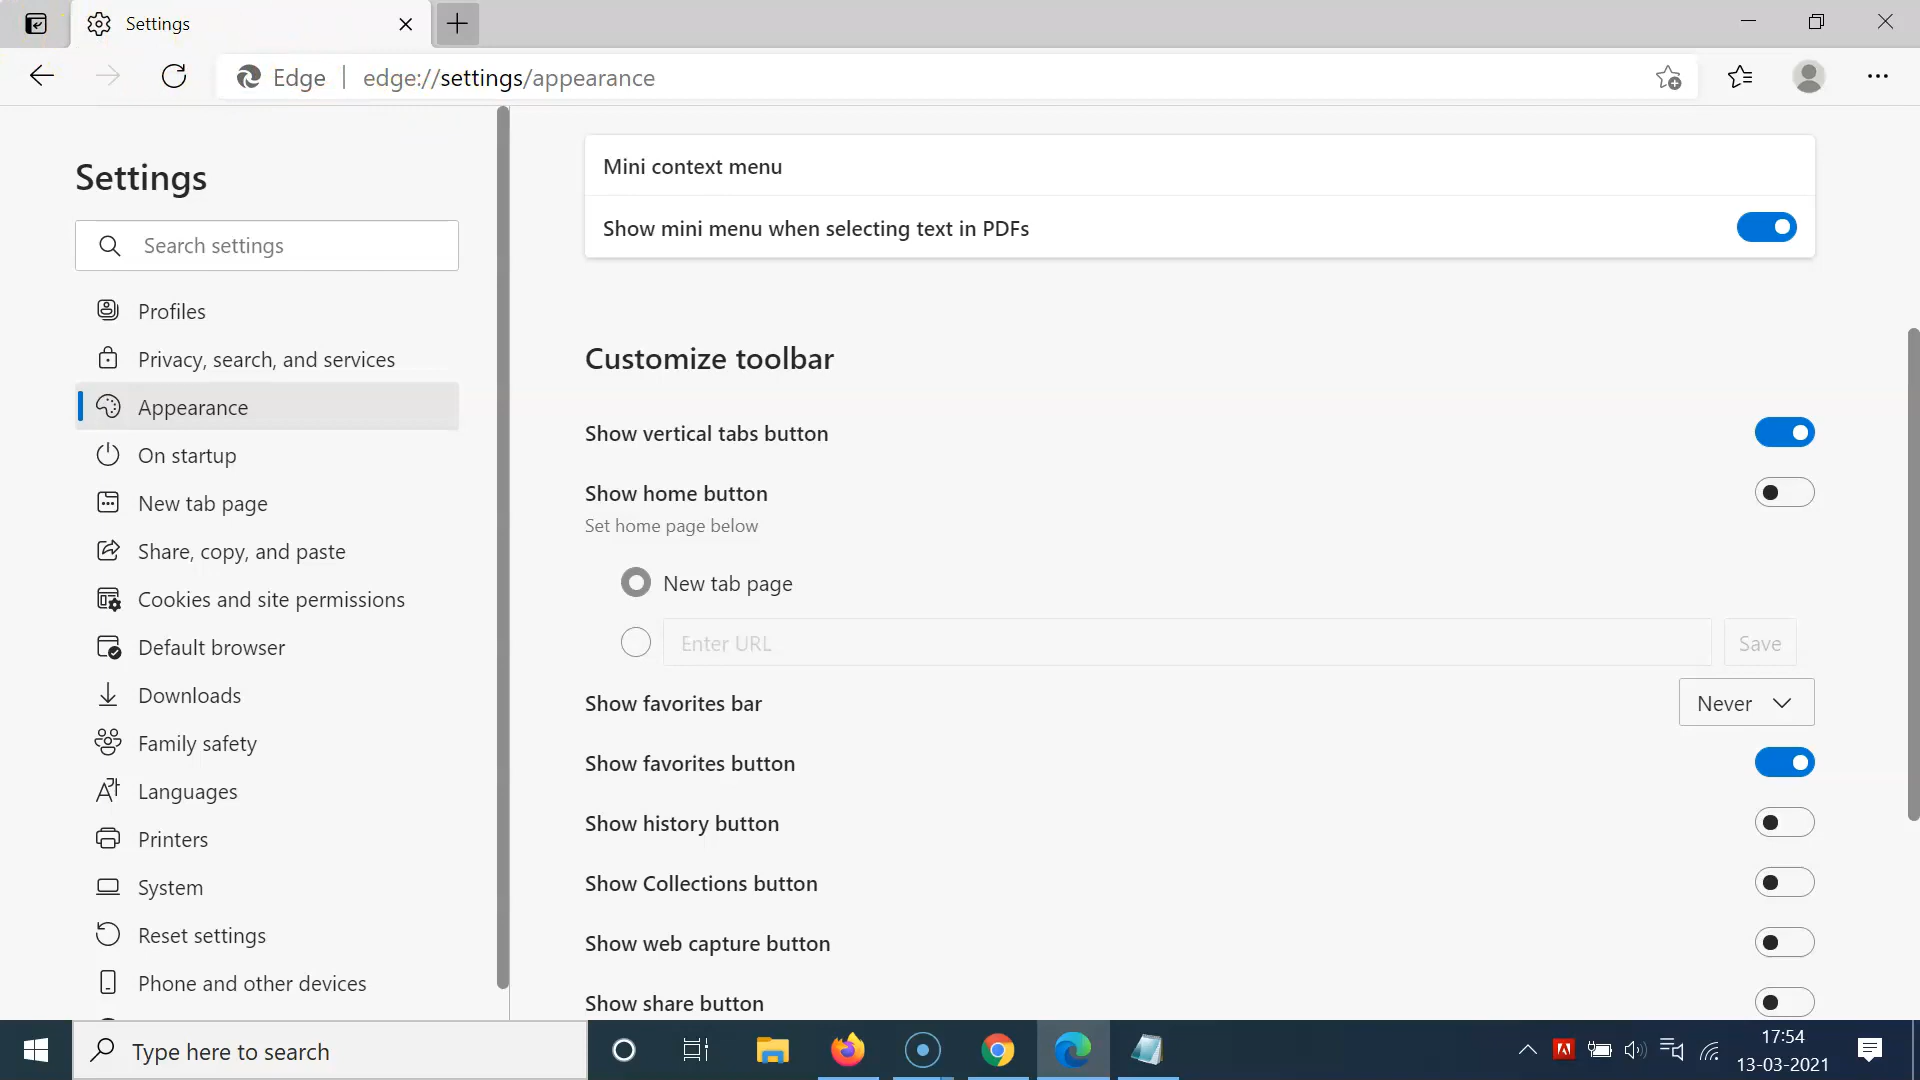 Settings
Edge | edge://settings/appearance
Settings
Search settings
Profiles
Privacy, search, and services
Appearance
On startup
New tab page
Share, copy, and paste
Cookies and site permissions
Default browser
Downloads
Family safety
Languages
Printers
System
Reset settings
Phone and other devices
Mini context menu
Show mini menu when selecting text in PDFs
Customize toolbar
Show vertical tabs button
Show home button
Set home page below
New tab page
Enter URL
Save
Show favorites bar
Never
Show favorites button
Show history button
Show Collections button
Show web capture button
Show share button
Type here to search
17:54
13-03-2021